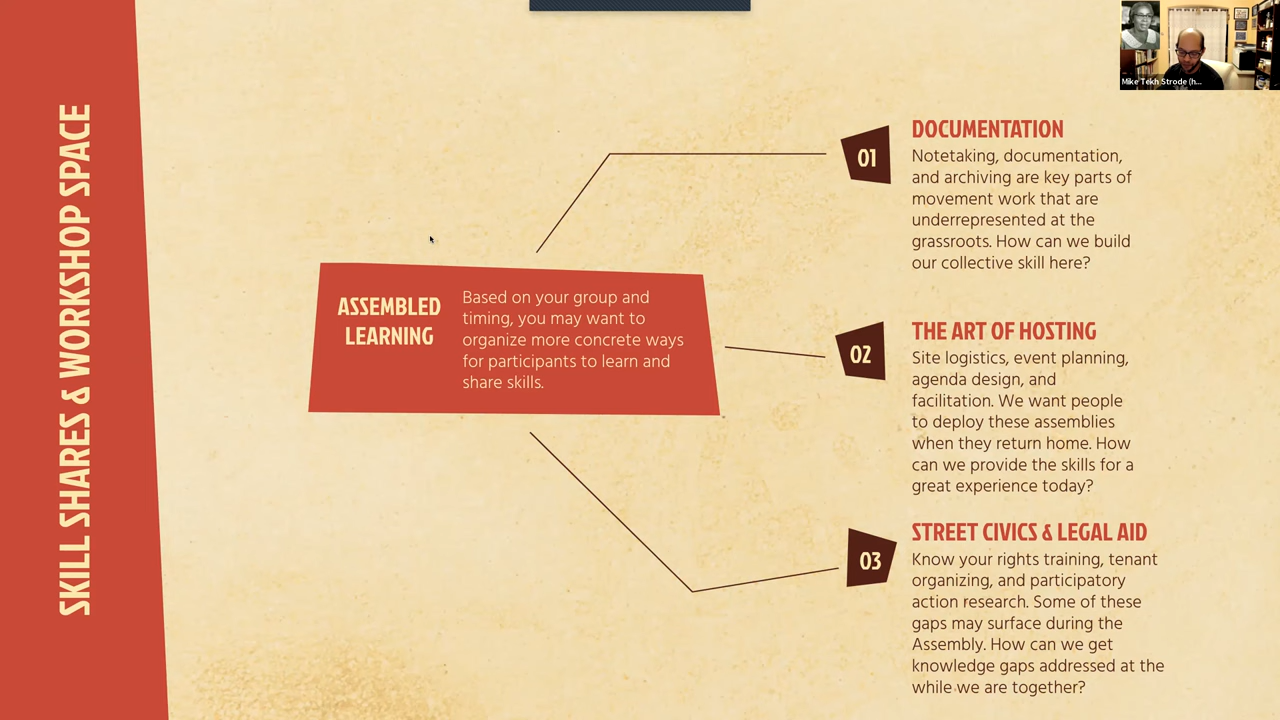 SKILL SHARES & WORKSHOP SPACE
ASSEMBLED
LEARNING
Based on your group and
timing, you may want to
organize more concrete ways
for participants to learn and
share skills.
01
DOCUMENTATION
Notetaking, documentation,
and archiving are key parts of
movement work that are
underrepresented at the
grassroots. How can we build
our collective skill here?
02
THE ART OF HOSTING
Site logistics, event planning,
agenda design, and
facilitation. We want people
to deploy these assemblies
when they return home. How
can we provide the skills for a
great experience today?
03
STREET CIVICS & LEGAL AID
Know your rights training, tenant
organizing, and participatory
action research. Some of these
gaps may surface during the
Assembly. How can we get
knowledge gaps addressed at the
while we are together?
Mike Tekh Strode (h...